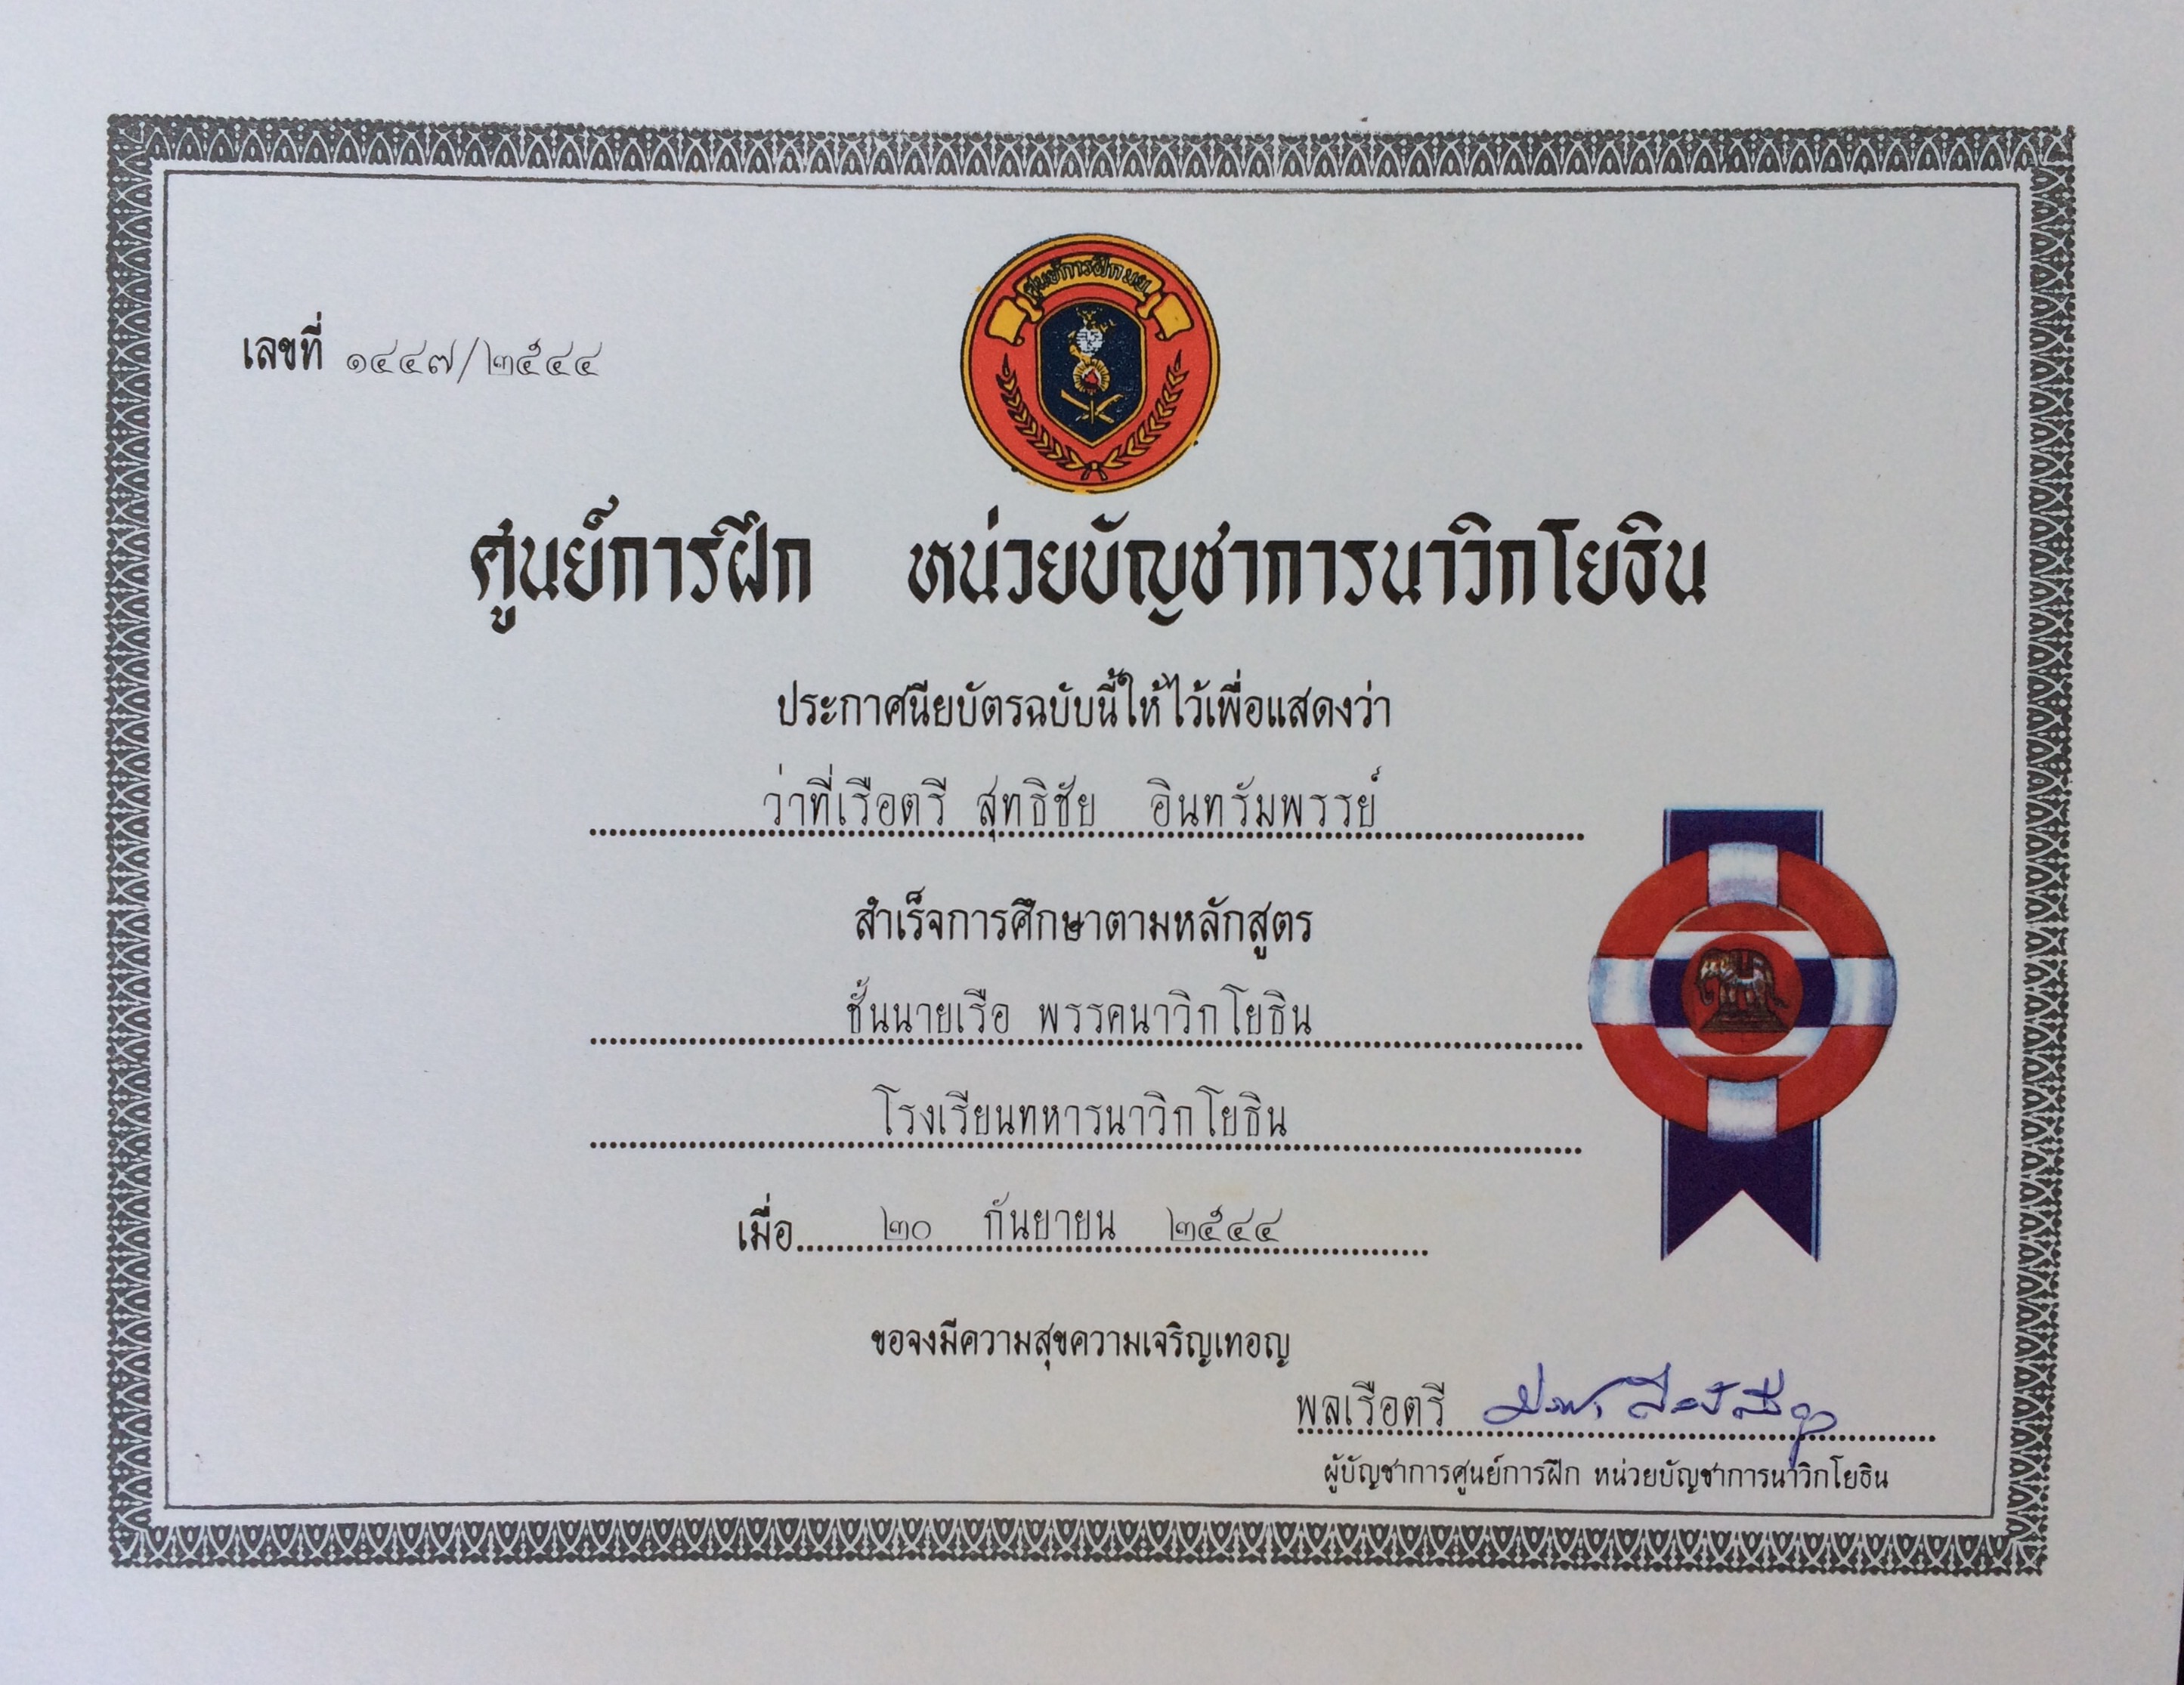 ศูนย์การฝึก นย.
เลขที่ ๑๔๔๗/๒๕๔๔
ศูนย์การฝึก หน่วยบัญชาการนาวิกโยธิน
ประกาศนียบัตรฉบับนี้ให้ไว้เพื่อแสดงว่า
ว่าที่เรือตรี สุทธิชัย อินทรัมพรรย์
สำเร็จการศึกษาตามหลักสูตร
ชั้นนายเรือ พรรคนาวิกโยธิน
โรงเรียนทหารนาวิกโยธิน
เมื่อ ๒๐ กันยายน ๒๕๔๔
ขอจงมีความสุขความเจริญเทอญ
พลเรือตรี
ผู้บัญชาการศูนย์การฝึก หน่วยบัญชาการนาวิกโยธิน